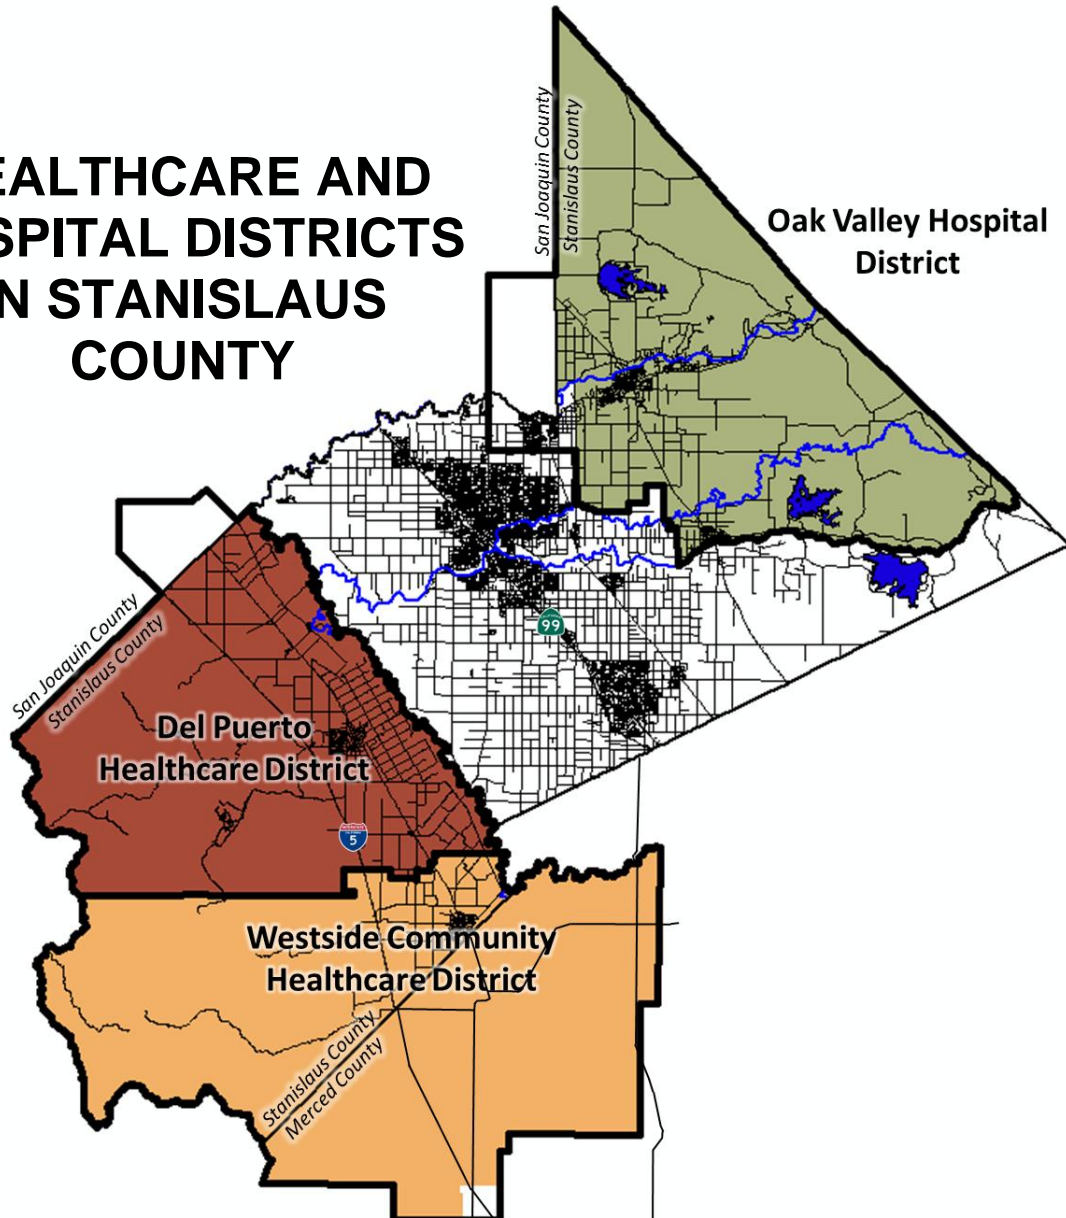 EALTHCARE AND
SPITAL DISTRICTS
N STANISLAUS
COUNTY
San Joaquin County
Stanislaus County
Oak Valley Hospital
District
99
San Joaquin County
Stanislaus County
Del Puerto
Healthcare District
5
Westside Community
Healthcare District
Stanislaus County
Merced County